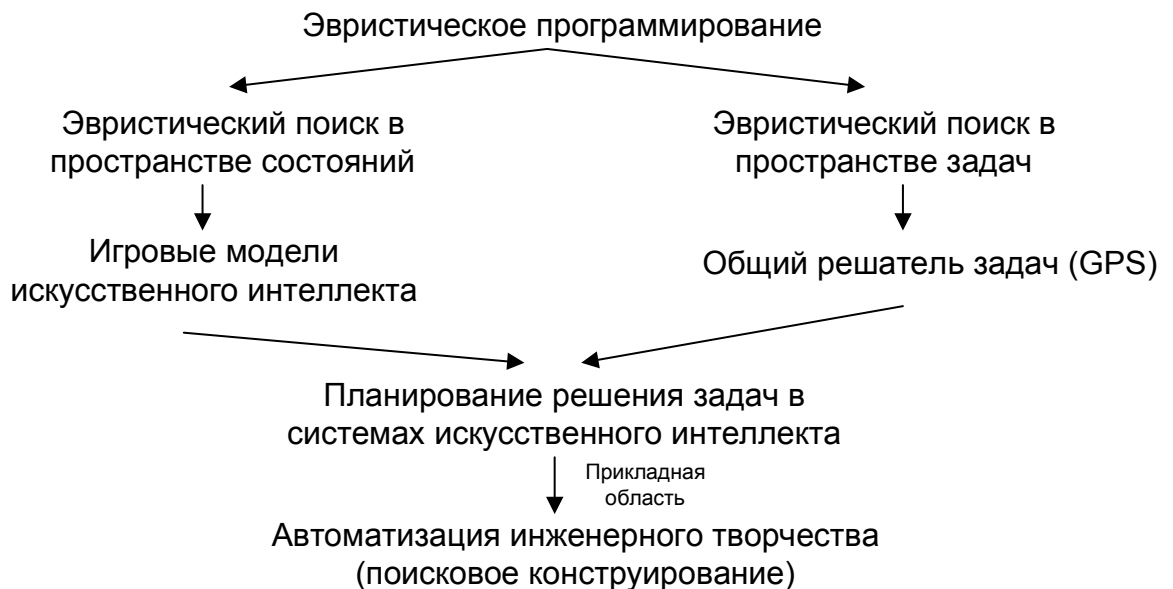 Эвристическое программирование
Эвристический поиск в
пространстве состояний
Эвристический поиск в
пространстве задач
Игровые модели
искусственного интеллекта
Общий решатель задач (GPS)
Планирование решения задач в
системах искусственного интеллекта
Прикладная
область
Автоматизация инженерного творчества
(поисковое конструирование)